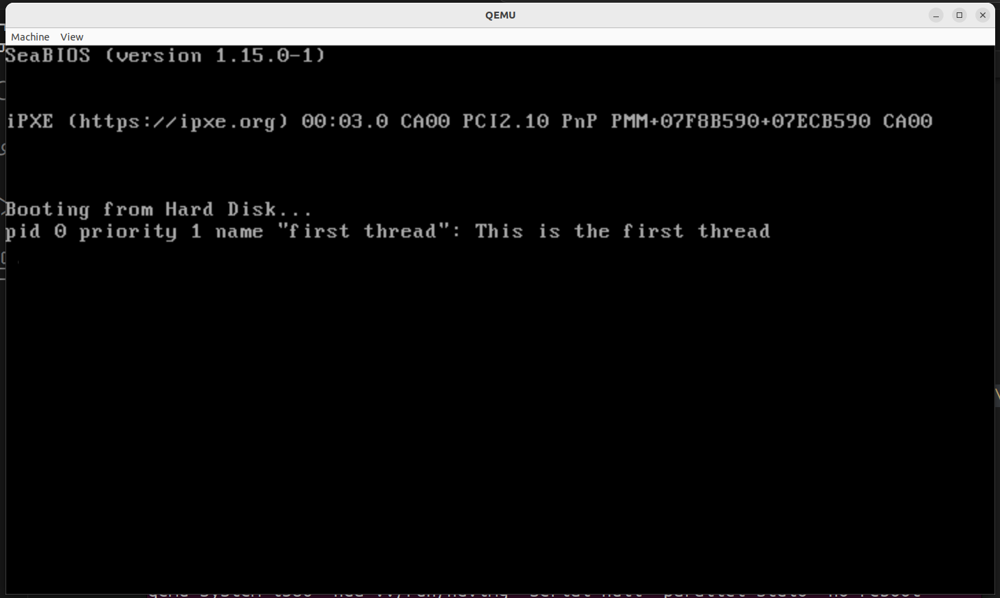 QEMU
Machine View
SeaBIOS (version 1.15.0-1)
iPXE (https://ipxe.org) 00:03.0 CA00 PCI2.10 PnP PMM+07F8B590+07ECB590 CA00
Booting from Hard Disk...
pid 0 priority 1 name "first thread": This is the first thread